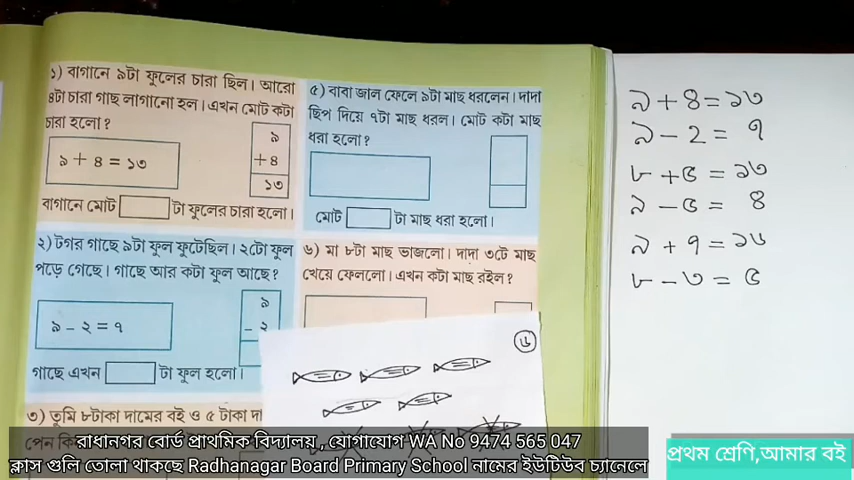 ১) বাগানে ৯টা ফুলের চারা ছিল। আরো
৪টা চারা গাছ লাগানো হল। এখন মোট কটা
চারা হলো?
৯ + ৪ = ১৩
৯
+ ৪
১৩
বাগানে মোট টা ফুলের চারা হলো।
২) টগর গাছে ৯টা ফুল ফুটেছিল। ২টো ফুল
পড়ে গেছে। গাছে আর কটা ফুল আছে?
৯ - ২ = ৭
৯
- ২
গাছে এখন টা ফুল হলো।
৩) তুমি ৮টাকা দামের বই ও ৫ টাকা দা
পেন কি
৫) বাবা জাল ফেলে ৯টা মাছ ধরলেন। দাদা
ছিপ দিয়ে ৭টা মাছ ধরল। মোট কটা মাছ
ধরা হলো?
মোট টা মাছ ধরা হলো।
৬) মা ৮টা মাছ ভাজলো। দাদা ৩টে মাছ
খেয়ে ফেললো। এখন কটা মাছ রইল?
৬
৯ + ৪ = ১৩
৯ - 2 = ৭
৮ + ৫ = ১৩
৯ - ৫ = ৪
৯ + ৭ = ১৬
৮ - ৩ = ৫
রাধানগর বোর্ড প্রাথমিক বিদ্যালয়, যোগাযোগ WA No 9474 565 047
ক্লাস গুলি তোলা থাকছে Radhanagar Board Primary School নামের ইউটিউব চ্যানেলে
প্রথম শ্রেণি,আমার বই